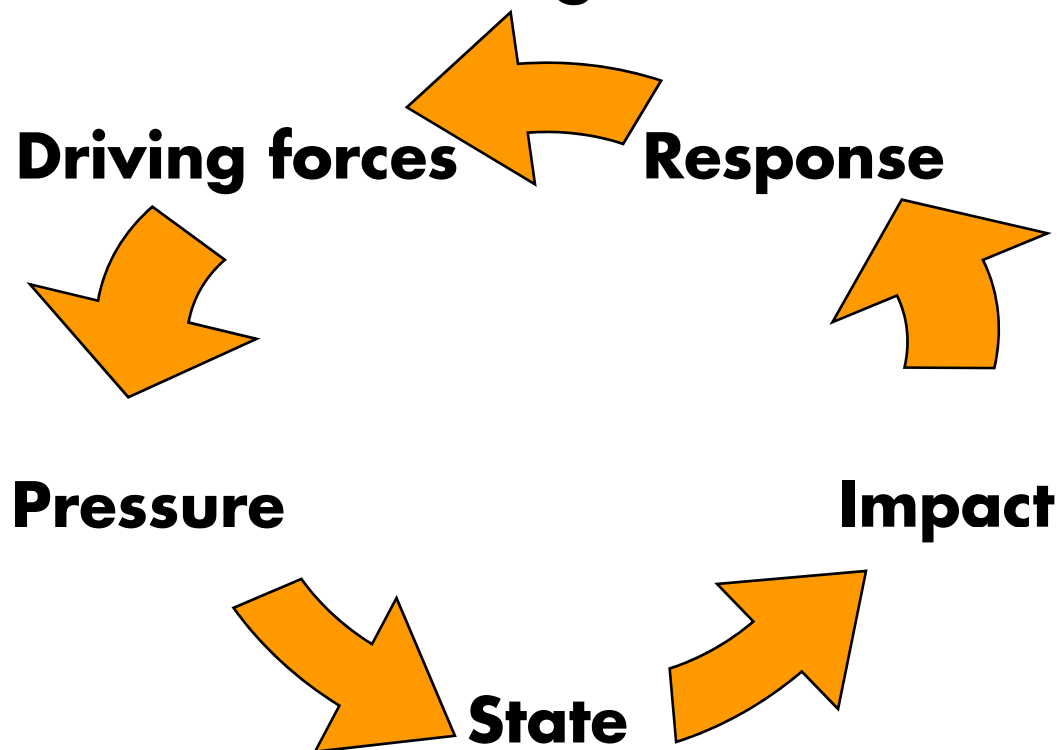 Driving forces
Response
Pressure
Impact
State